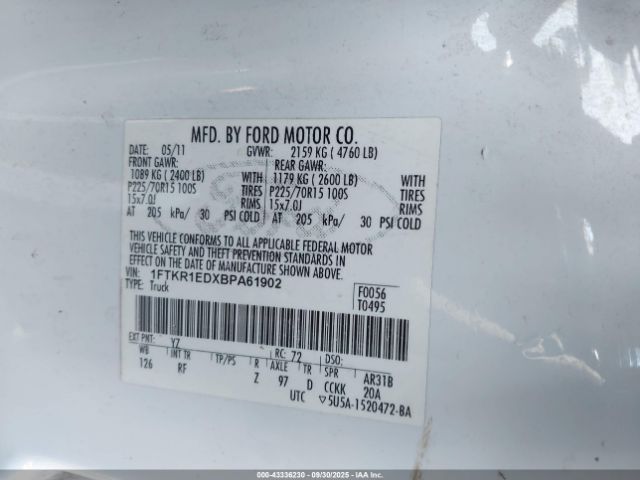 MFD. BY FORD MOTOR CO.
DATE: 05/11 GVWR: 2159 KG ( 4760 LB)
FRONT GAWR: REAR GAWR:
1089 KG ( 2400 LB) WITH 1179 KG ( 2600 LB) WITH
P225/70R15 100S TIRES P225/70R15 100S TIRES
15x7.0J RIMS 15x7.0J RIMS
AT 205 kPa/ 30 PSI COLD AT 205 kPa/ 30 PSI COLD
THIS VEHICLE CONFORMS TO ALL APPLICABLE FEDERAL MOTOR
VEHICLE SAFETY AND THEFT PREVENTION STANDARDS IN
EFFECT ON THE DATE OF MANUFACTURE SHOWN ABOVE.
VIN: 1FTKR1EDXBPA61902
TYPE: Truck
F0056
T0495
EXT PNT: YZ RC: 72 DSO:
WB INT TR TP/PS R AXLE TR SPR AR31B
126 RF Z 97 D CCKK 20A
UTC ▽5U5A-1520472-BA
000-43336230 - 09/30/2025 - IAA Inc.